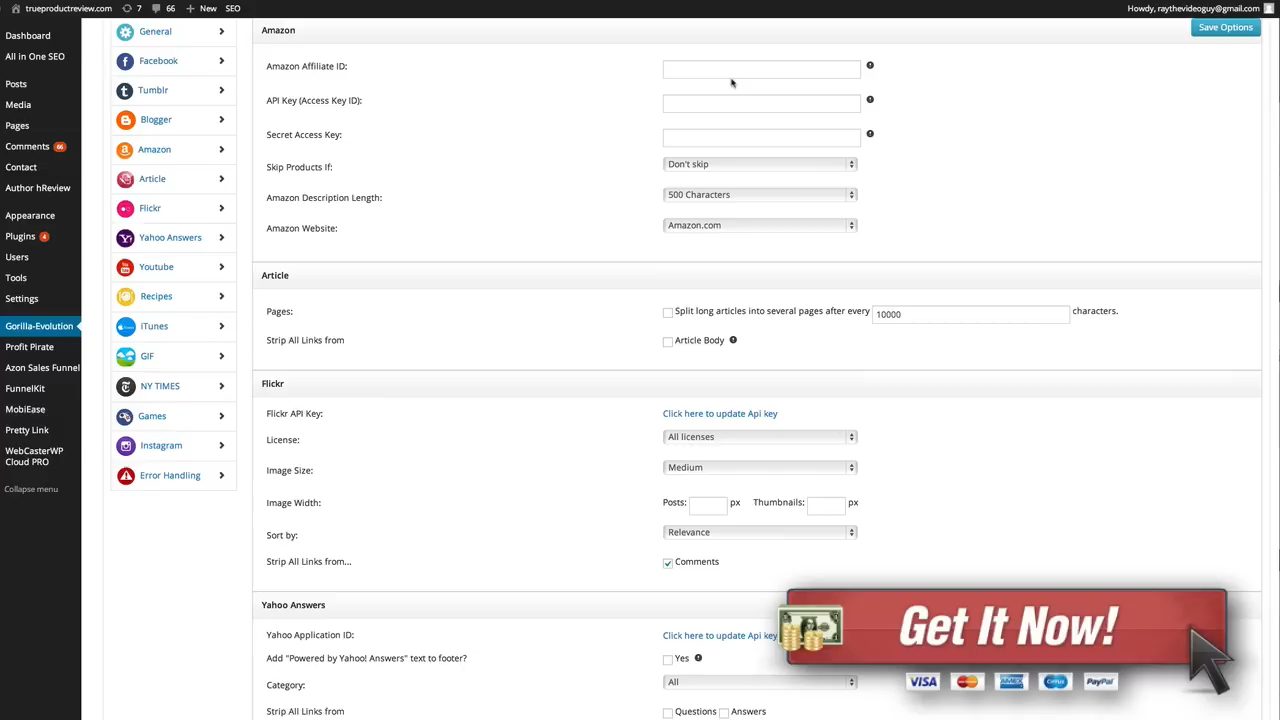 trueproductreview.com 7 66 + New SEO
Howdy, raythevideoguy@gmail.com
Dashboard
All in One SEO
Posts
Media
Pages
Comments 66
Contact
Author hReview
Appearance
Plugins 4
Users
Tools
Settings
Gorilla-Evolution
Profit Pirate
Azon Sales Funnel
FunnelKit
MobiEase
Pretty Link
WebCasterWP
Cloud PRO
Collapse menu
General
Facebook
Tumblr
Blogger
Amazon
Article
Flickr
Yahoo Answers
Youtube
Recipes
iTunes
GIF
NY TIMES
Games
Instagram
Error Handling
Amazon
Save Options
Amazon Affiliate ID:
API Key (Access Key ID):
Secret Access Key:
Skip Products If: Don't skip
Amazon Description Length: 500 Characters
Amazon Website: Amazon.com
Article
Pages: Split long articles into several pages after every 10000 characters.
Strip All Links from Article Body
Flickr
Flickr API Key: Click here to update Api key
License: All licenses
Image Size: Medium
Image Width: Posts: px Thumbnails: px
Sort by: Relevance
Strip All Links from... Comments
Yahoo Answers
Yahoo Application ID: Click here to update Api key
Add "Powered by Yahoo! Answers" text to footer? Yes
Category: All
Strip All Links from Questions Answers
Get It Now!
VISA MasterCard AMEX Cirrus PayPal